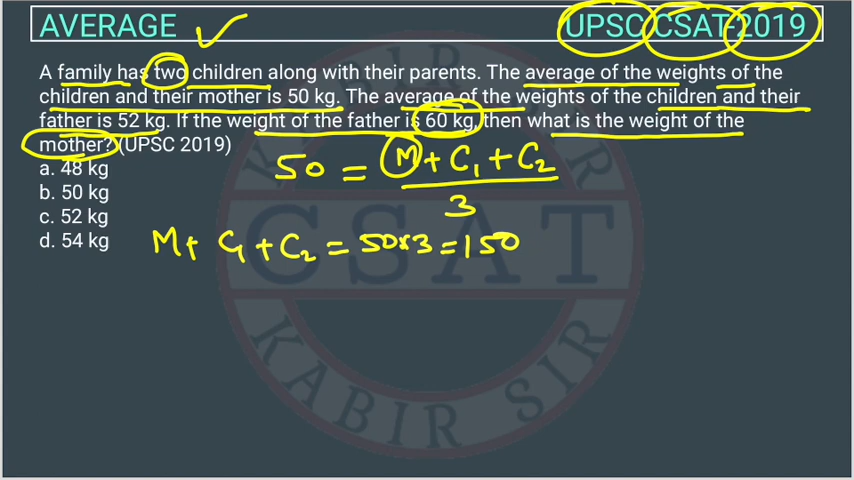 AVERAGE
UPSC CSAT-2019
A family has two children along with their parents. The average of the weights of the
children and their mother is 50 kg. The average of the weights of the children and their
father is 52 kg. If the weight of the father is 60 kg, then what is the weight of the
mother? (UPSC 2019)
50 = M + C₁ + C₂
3
a. 48 kg
b. 50 kg
c. 52 kg
d. 54 kg
M + C₁ + C₂ = 50×3 = 150
CSAT
KABIR SIR